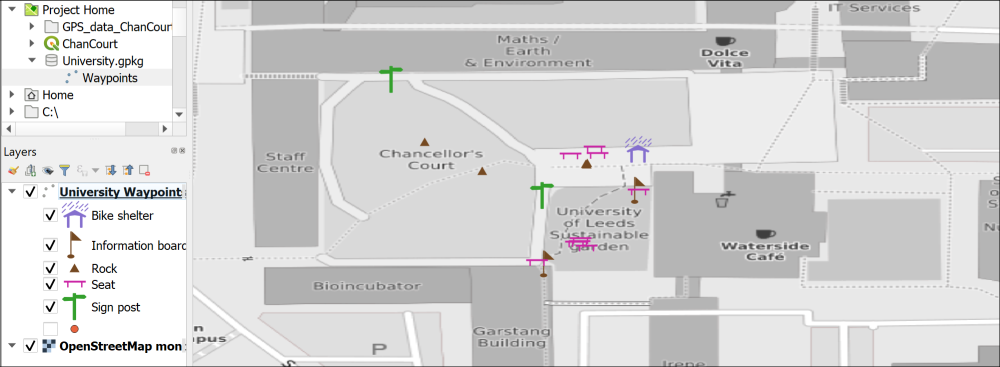 Project Home
GPS_data_ChanCour
ChanCourt
University.gpkg
Waypoints
Home
C:\
Layers
University Waypoint
Bike shelter
Information board
Rock
Seat
Sign post
OpenStreetMap mon
IT Services
Maths /
Earth
& Environment
Dolce
Vita
Staff
Centre
Chancellor's
Court
University
of Leeds
Sustainable
garden
Waterside
Café
Bioincubator
Garstang
Building
P
Irene